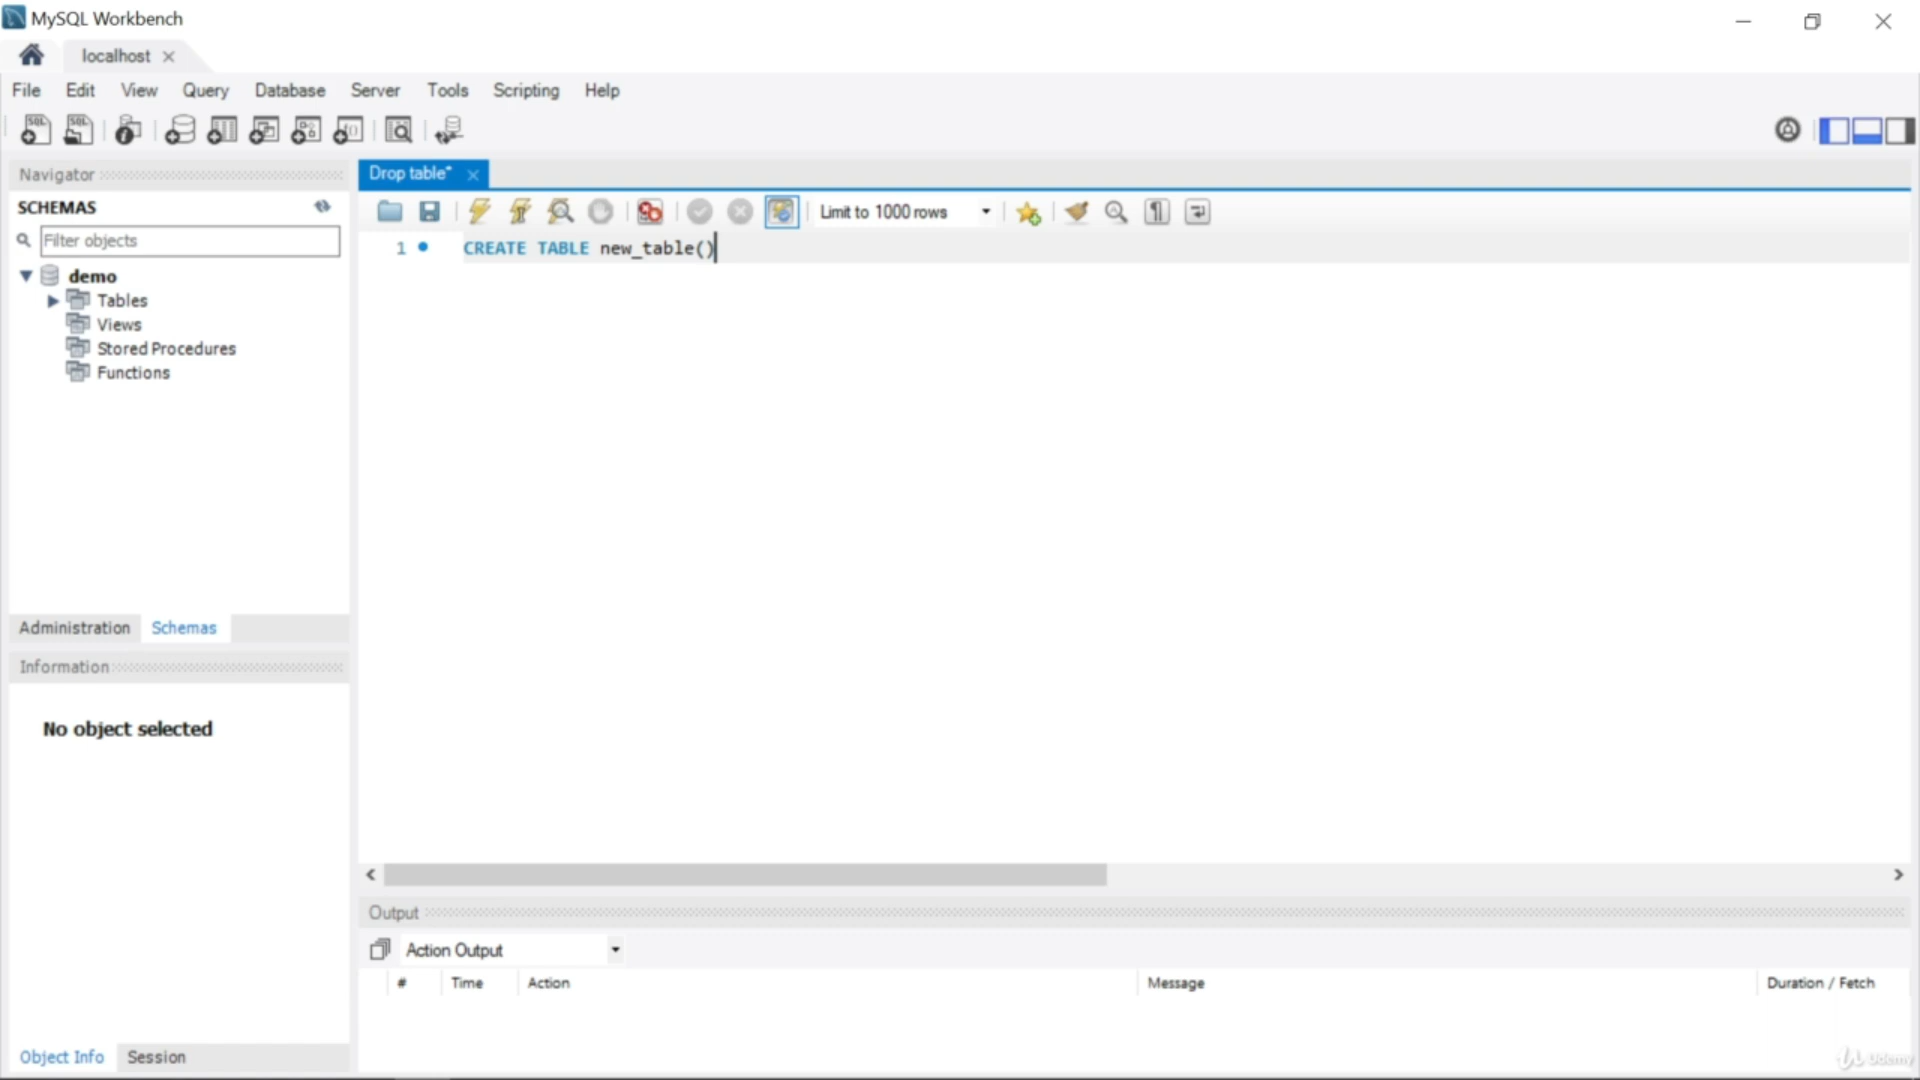 MySQL Workbench
localhost
File Edit View Query Database Server Tools Scripting Help
Navigator
SCHEMAS
Filter objects
demo
Tables
Views
Stored Procedures
Functions
Administration Schemas
Information
No object selected
Object Info Session
Drop table*
Limit to 1000 rows
1 CREATE TABLE new_table()
Output
Action Output
# Time Action Message Duration / Fetch
Udemy